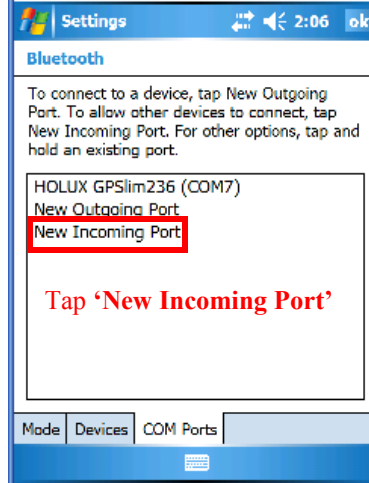 Settings 2:06 ok
Bluetooth
To connect to a device, tap New Outgoing
Port. To allow other devices to connect, tap
New Incoming Port. For other options, tap and
hold an existing port.
HOLUX GPSlim236 (COM7)
New Outgoing Port
New Incoming Port
Tap ‘New Incoming Port’
Mode Devices COM Ports